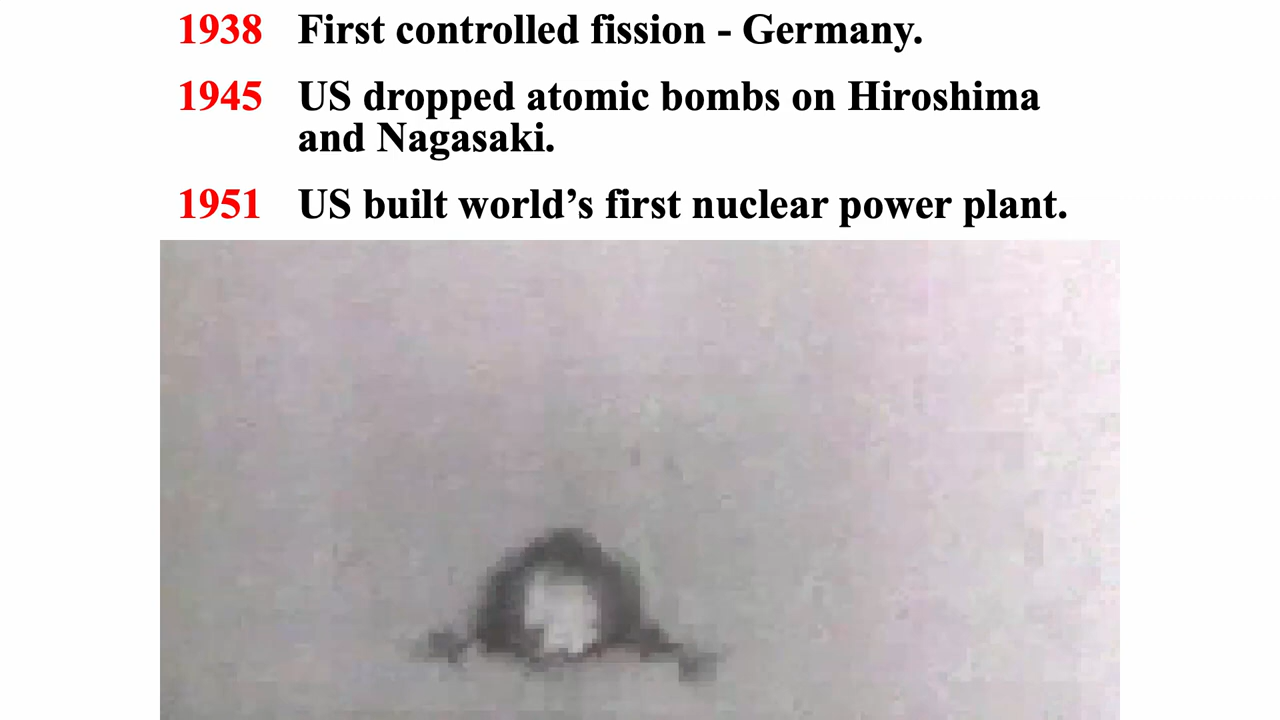 1938 First controlled fission - Germany.
1945 US dropped atomic bombs on Hiroshima
and Nagasaki.
1951 US built world’s first nuclear power plant.